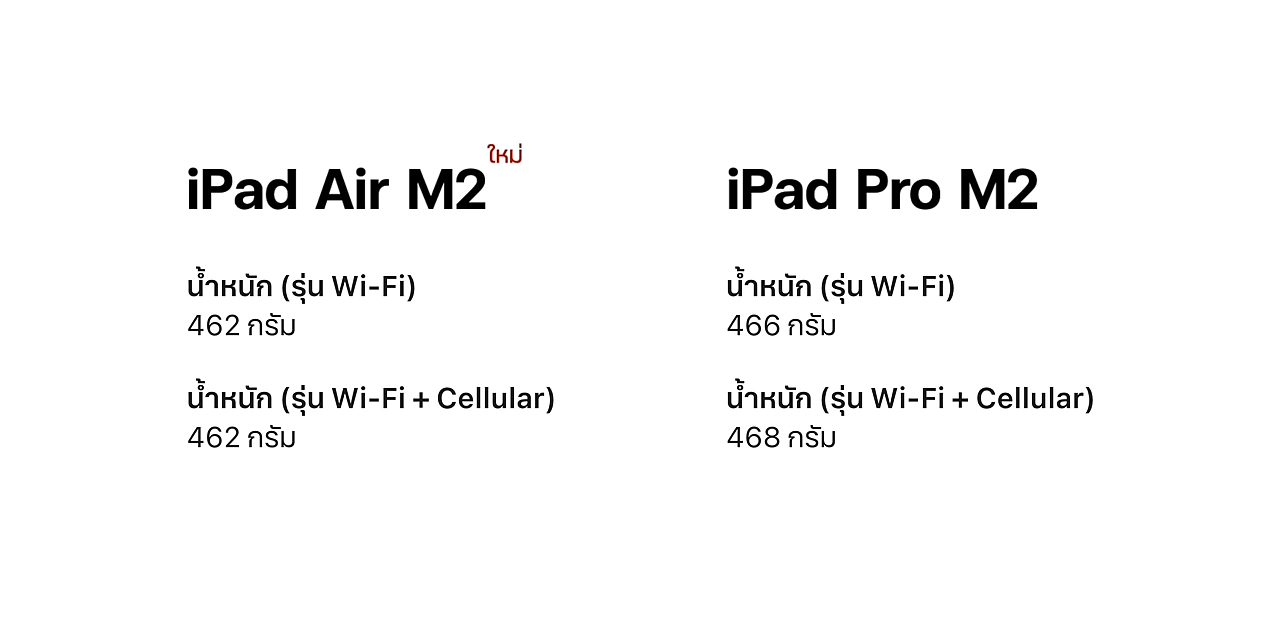 ใหม่
iPad Air M2
น้ำหนัก (รุ่น Wi-Fi)
462 กรัม
น้ำหนัก (รุ่น Wi-Fi + Cellular)
462 กรัม
iPad Pro M2
น้ำหนัก (รุ่น Wi-Fi)
466 กรัม
น้ำหนัก (รุ่น Wi-Fi + Cellular)
468 กรัม